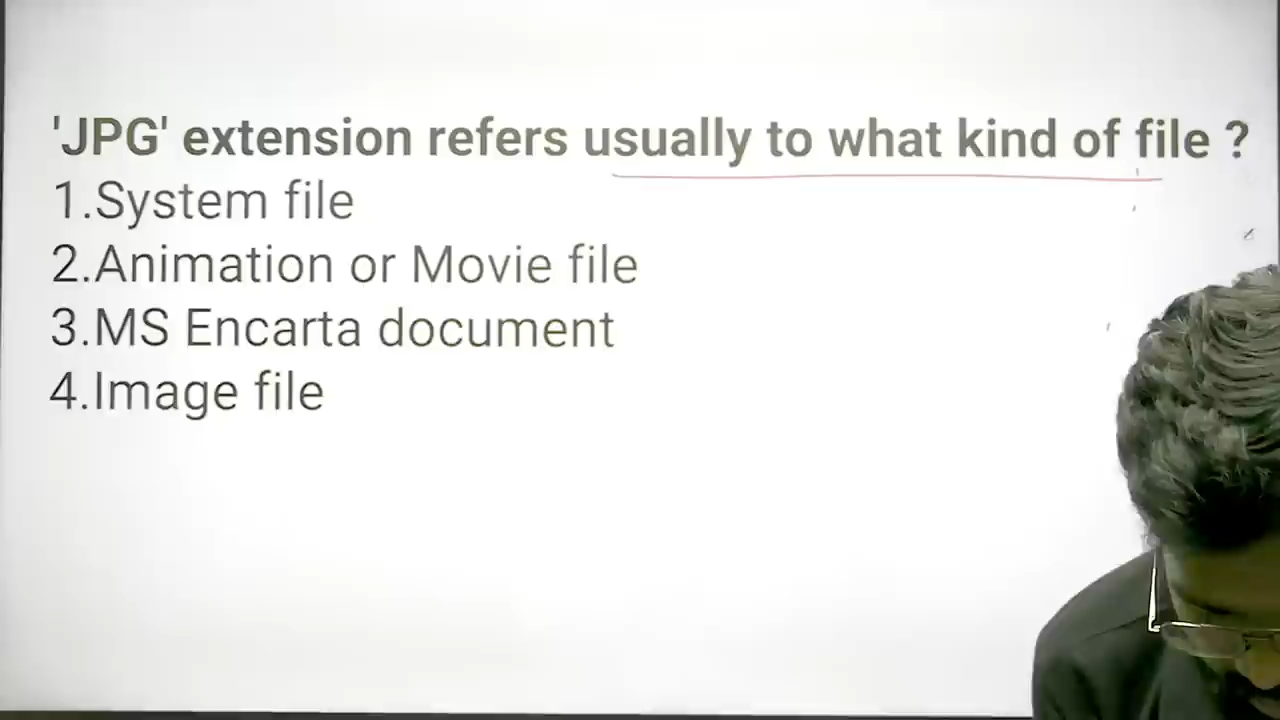 'JPG' extension refers usually to what kind of file ?
1.System file
2.Animation or Movie file
3.MS Encarta document
4.Image file